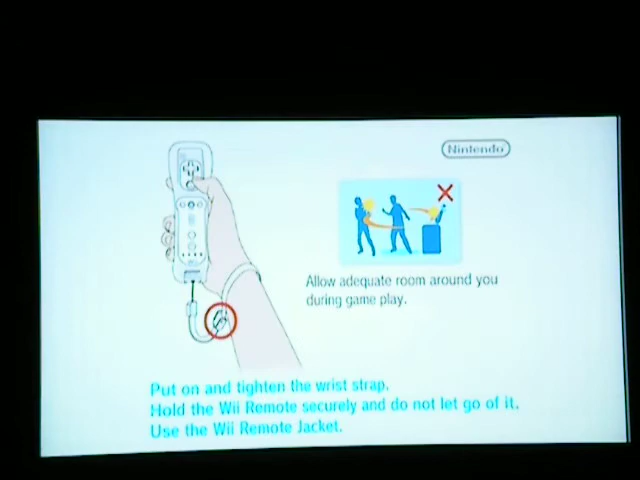 Nintendo
Allow adequate room around you
during game play.
Put on and tighten the wrist strap.
Hold the Wii Remote securely and do not let go of it.
Use the Wii Remote Jacket.